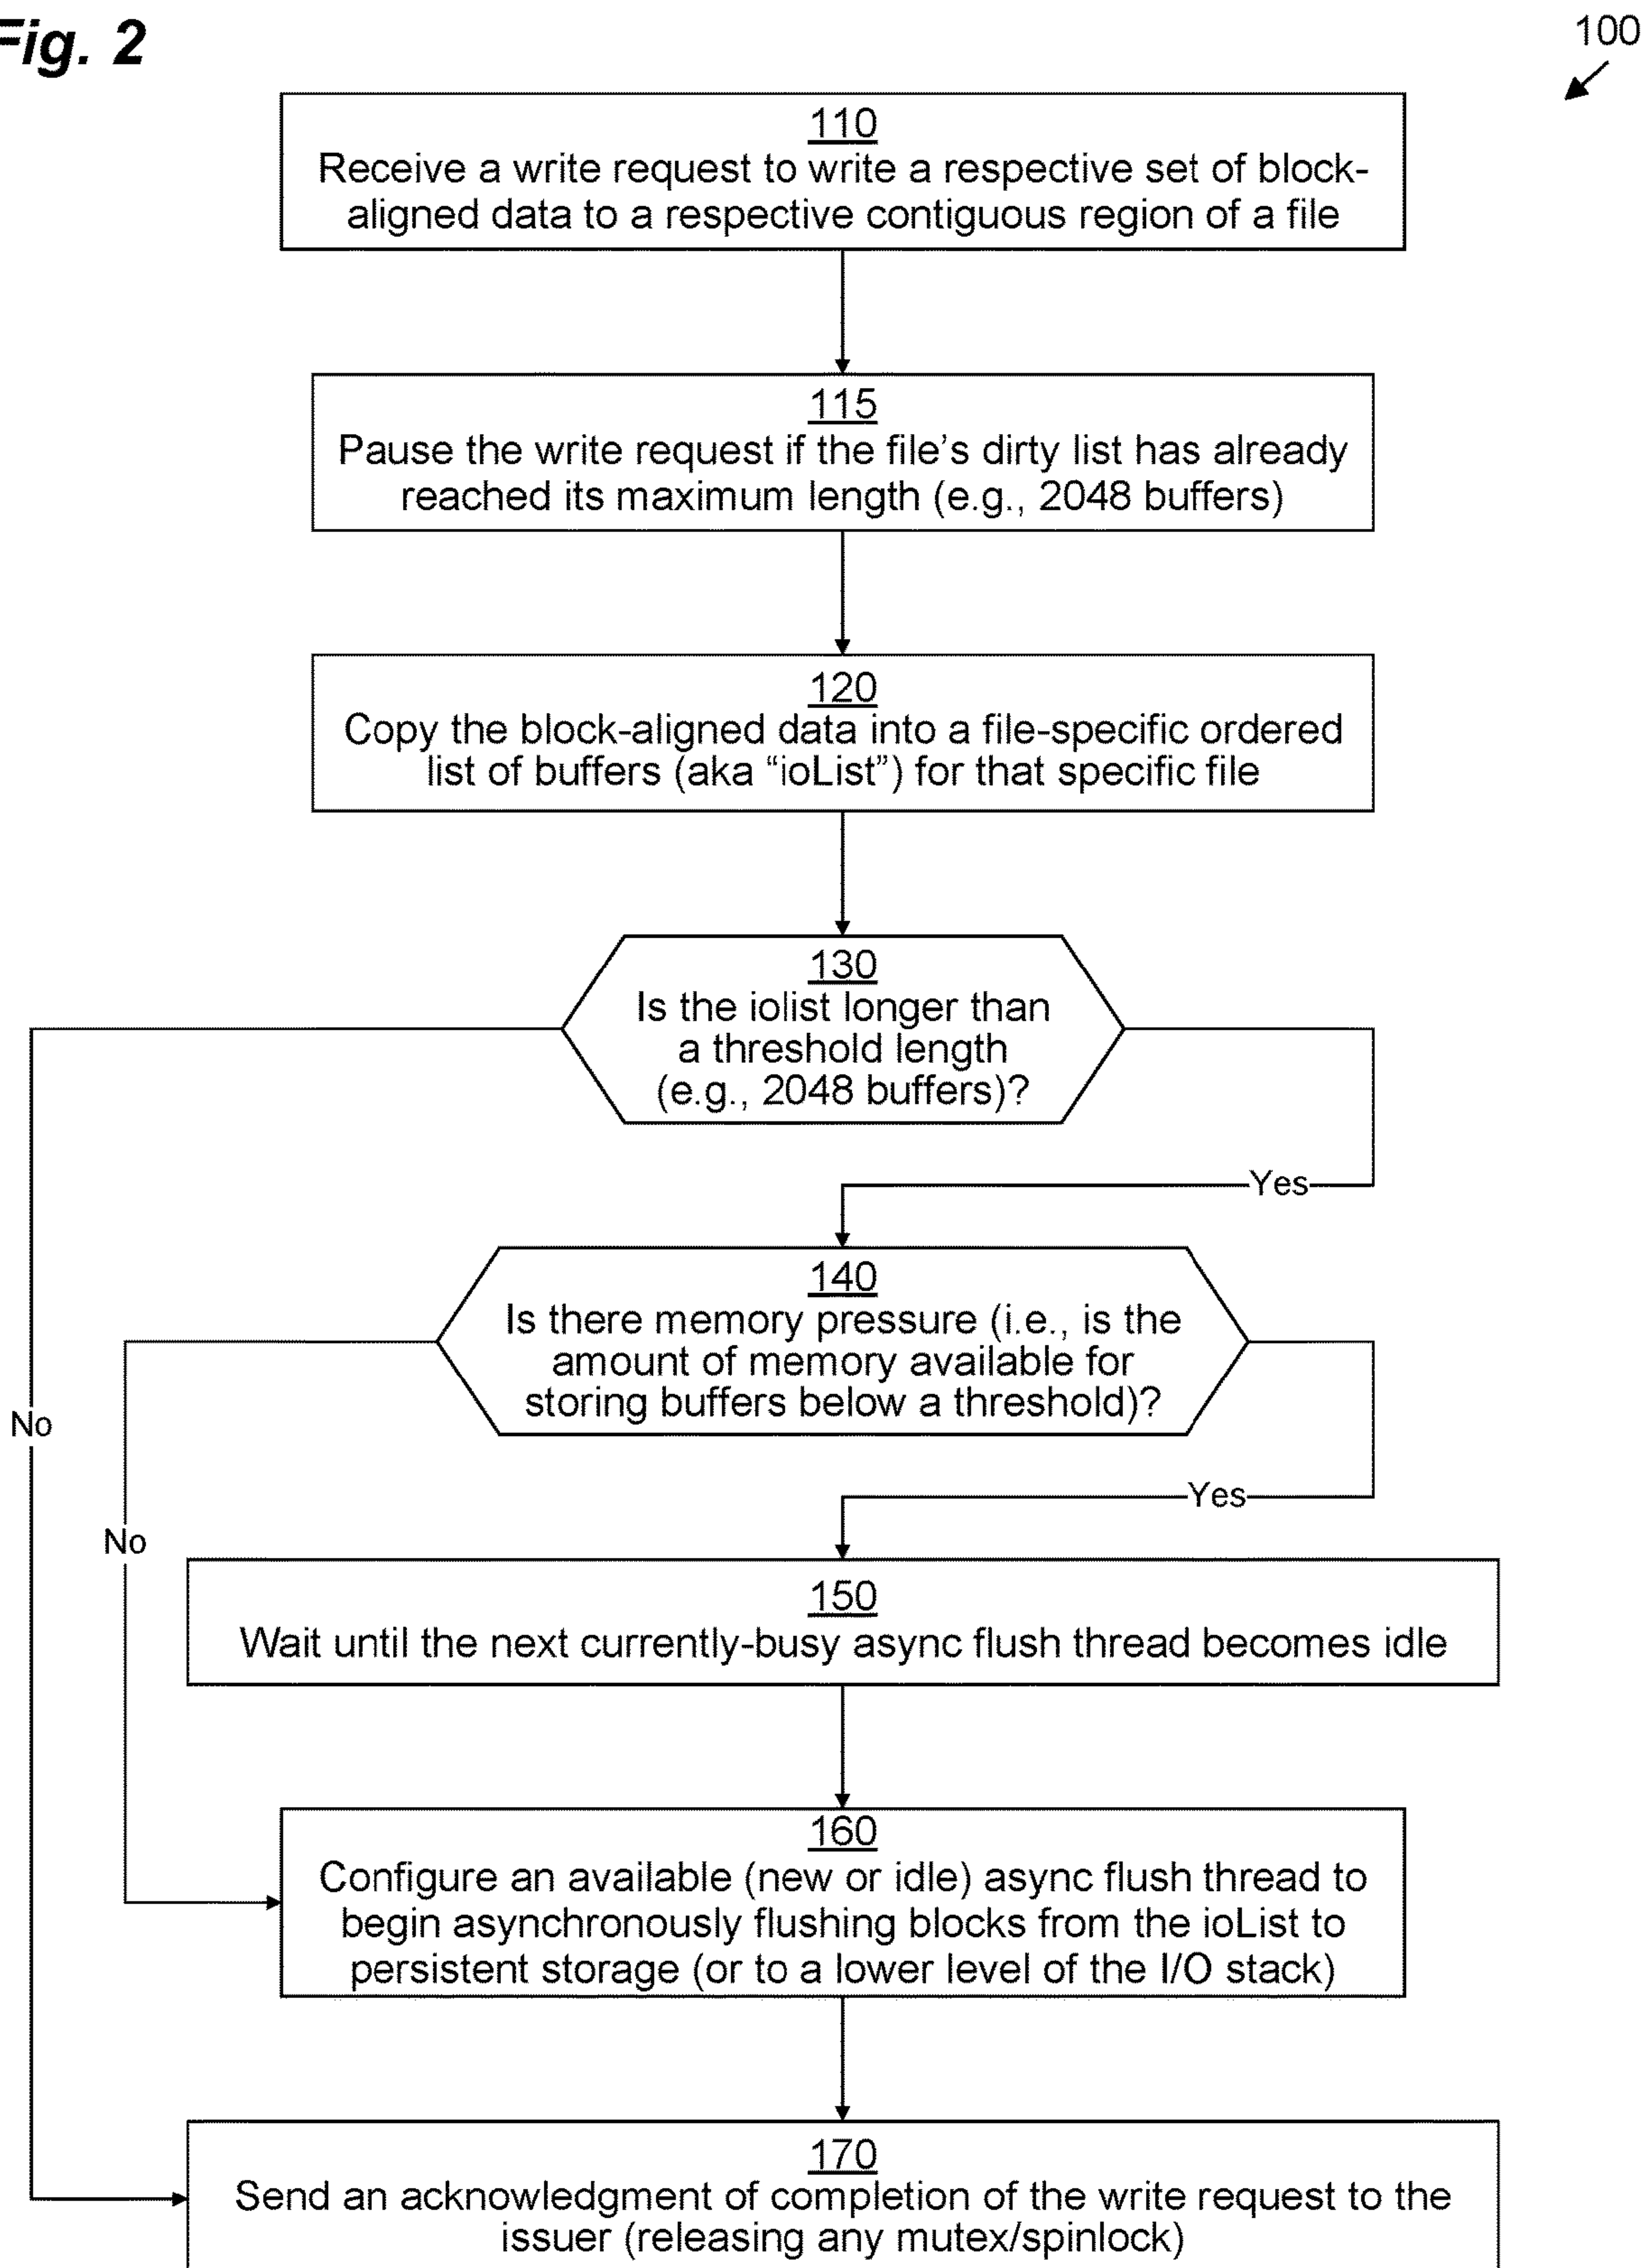 Fig. 2
100
110
Receive a write request to write a respective set of block-
aligned data to a respective contiguous region of a file
115
Pause the write request if the file's dirty list has already
reached its maximum length (e.g., 2048 buffers)
120
Copy the block-aligned data into a file-specific ordered
list of buffers (aka “ioList”) for that specific file
130
Is the iolist longer than
a threshold length
(e.g., 2048 buffers)?
Yes
140
Is there memory pressure (i.e., is the
amount of memory available for
storing buffers below a threshold)?
No
Yes
No
150
Wait until the next currently-busy async flush thread becomes idle
160
Configure an available (new or idle) async flush thread to
begin asynchronously flushing blocks from the ioList to
persistent storage (or to a lower level of the I/O stack)
170
Send an acknowledgment of completion of the write request to the
issuer (releasing any mutex/spinlock)